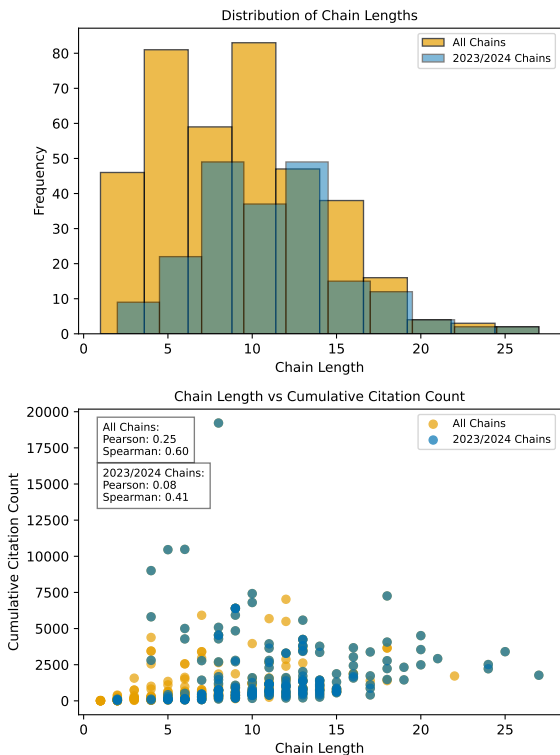 Distribution of Chain Lengths
All Chains
2023/2024 Chains
80
70
60
50
40
30
20
10
0
Frequency
0 5 10 15 20 25
Chain Length
Chain Length vs Cumulative Citation Count
20000
17500
15000
12500
10000
7500
5000
2500
0
Cumulative Citation Count
All Chains:
Pearson: 0.25
Spearman: 0.60
2023/2024 Chains:
Pearson: 0.08
Spearman: 0.41
All Chains
2023/2024 Chains
0 5 10 15 20 25
Chain Length